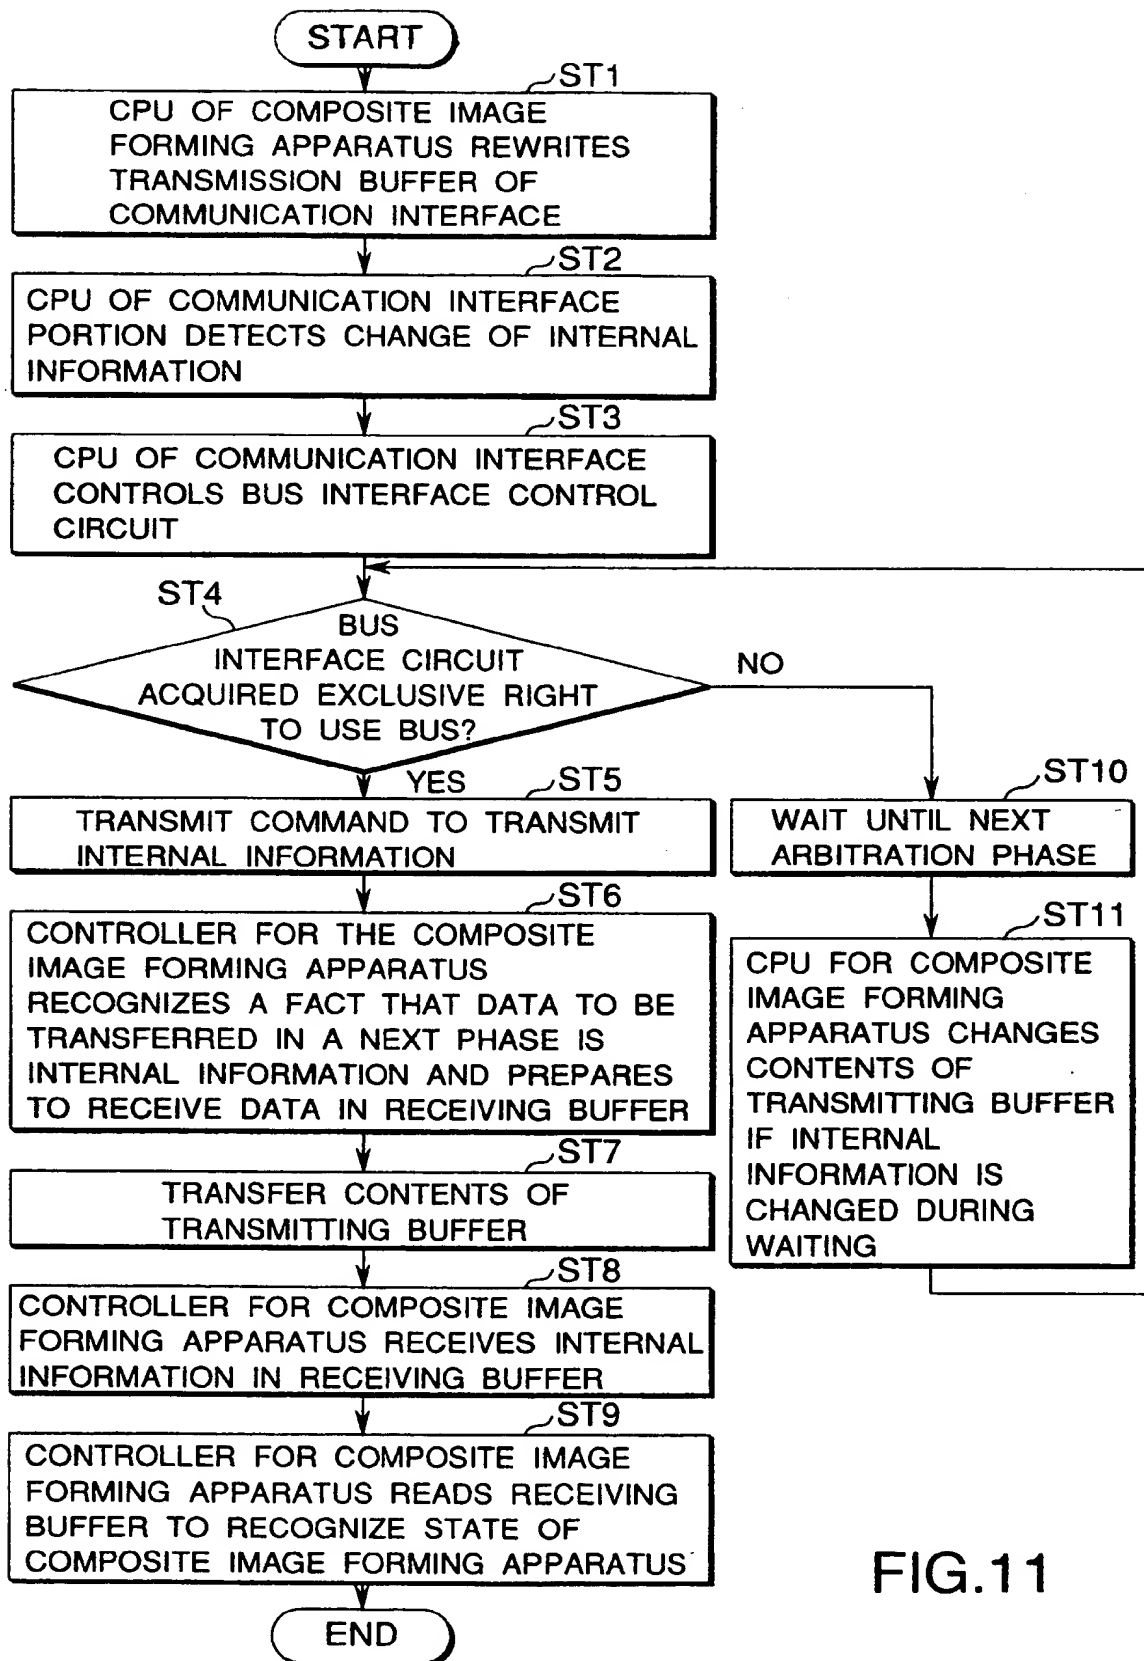 START
ST1
CPU OF COMPOSITE IMAGE
FORMING APPARATUS REWRITES
TRANSMISSION BUFFER OF
COMMUNICATION INTERFACE
ST2
CPU OF COMMUNICATION INTERFACE
PORTION DETECTS CHANGE OF INTERNAL
INFORMATION
ST3
CPU OF COMMUNICATION INTERFACE
CONTROLS BUS INTERFACE CONTROL
CIRCUIT
ST4
BUS
INTERFACE CIRCUIT
ACQUIRED EXCLUSIVE RIGHT
TO USE BUS?
NO
YES
ST5
TRANSMIT COMMAND TO TRANSMIT
INTERNAL INFORMATION
ST6
CONTROLLER FOR THE COMPOSITE
IMAGE FORMING APPARATUS
RECOGNIZES A FACT THAT DATA TO BE
TRANSFERRED IN A NEXT PHASE IS
INTERNAL INFORMATION AND PREPARES
TO RECEIVE DATA IN RECEIVING BUFFER
ST7
TRANSFER CONTENTS OF
TRANSMITTING BUFFER
ST8
CONTROLLER FOR COMPOSITE IMAGE
FORMING APPARATUS RECEIVES INTERNAL
INFORMATION IN RECEIVING BUFFER
ST9
CONTROLLER FOR COMPOSITE IMAGE
FORMING APPARATUS READS RECEIVING
BUFFER TO RECOGNIZE STATE OF
COMPOSITE IMAGE FORMING APPARATUS
END
ST10
WAIT UNTIL NEXT
ARBITRATION PHASE
ST11
CPU FOR COMPOSITE
IMAGE FORMING
APPARATUS CHANGES
CONTENTS OF
TRANSMITTING BUFFER
IF INTERNAL
INFORMATION IS
CHANGED DURING
WAITING
FIG.11